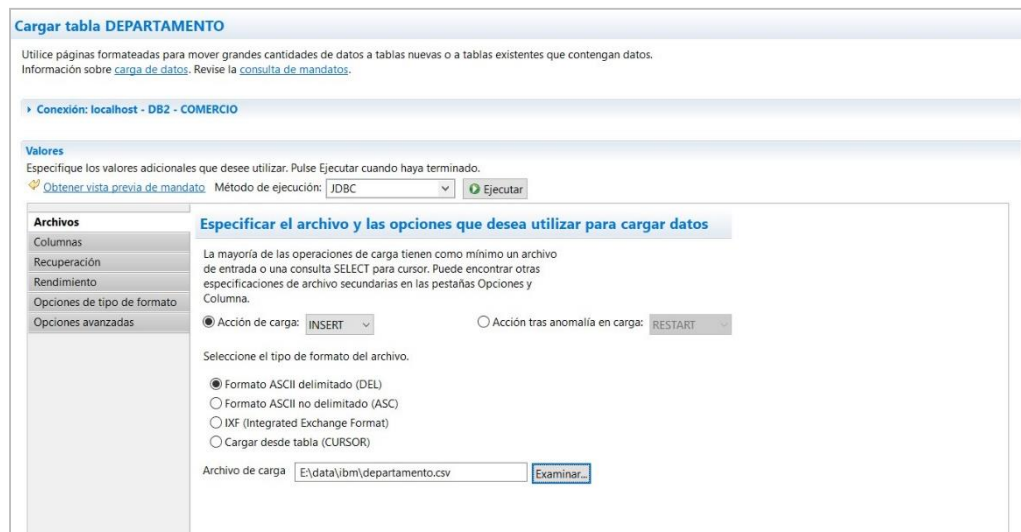 Cargar tabla DEPARTAMENTO
Utilice páginas formateadas para mover grandes cantidades de datos a tablas nuevas o a tablas existentes que contengan datos.
Información sobre carga de datos. Revise la consulta de mandatos.
Conexión: localhost - DB2 - COMERCIO
Valores
Especifique los valores adicionales que desee utilizar. Pulse Ejecutar cuando haya terminado.
Obtener vista previa de mandato Método de ejecución: JDBC Ejecutar
Archivos
Columnas
Recuperación
Rendimiento
Opciones de tipo de formato
Opciones avanzadas
Especificar el archivo y las opciones que desea utilizar para cargar datos
La mayoría de las operaciones de carga tienen como mínimo un archivo
de entrada o una consulta SELECT para cursor. Puede encontrar otras
especificaciones de archivo secundarias en las pestañas Opciones y
Columna.
Acción de carga: INSERT Acción tras anomalía en carga: RESTART
Seleccione el tipo de formato del archivo.
Formato ASCII delimitado (DEL)
Formato ASCII no delimitado (ASC)
IXF (Integrated Exchange Format)
Cargar desde tabla (CURSOR)
Archivo de carga E:\data\ibm\departamento.csv Examinar...